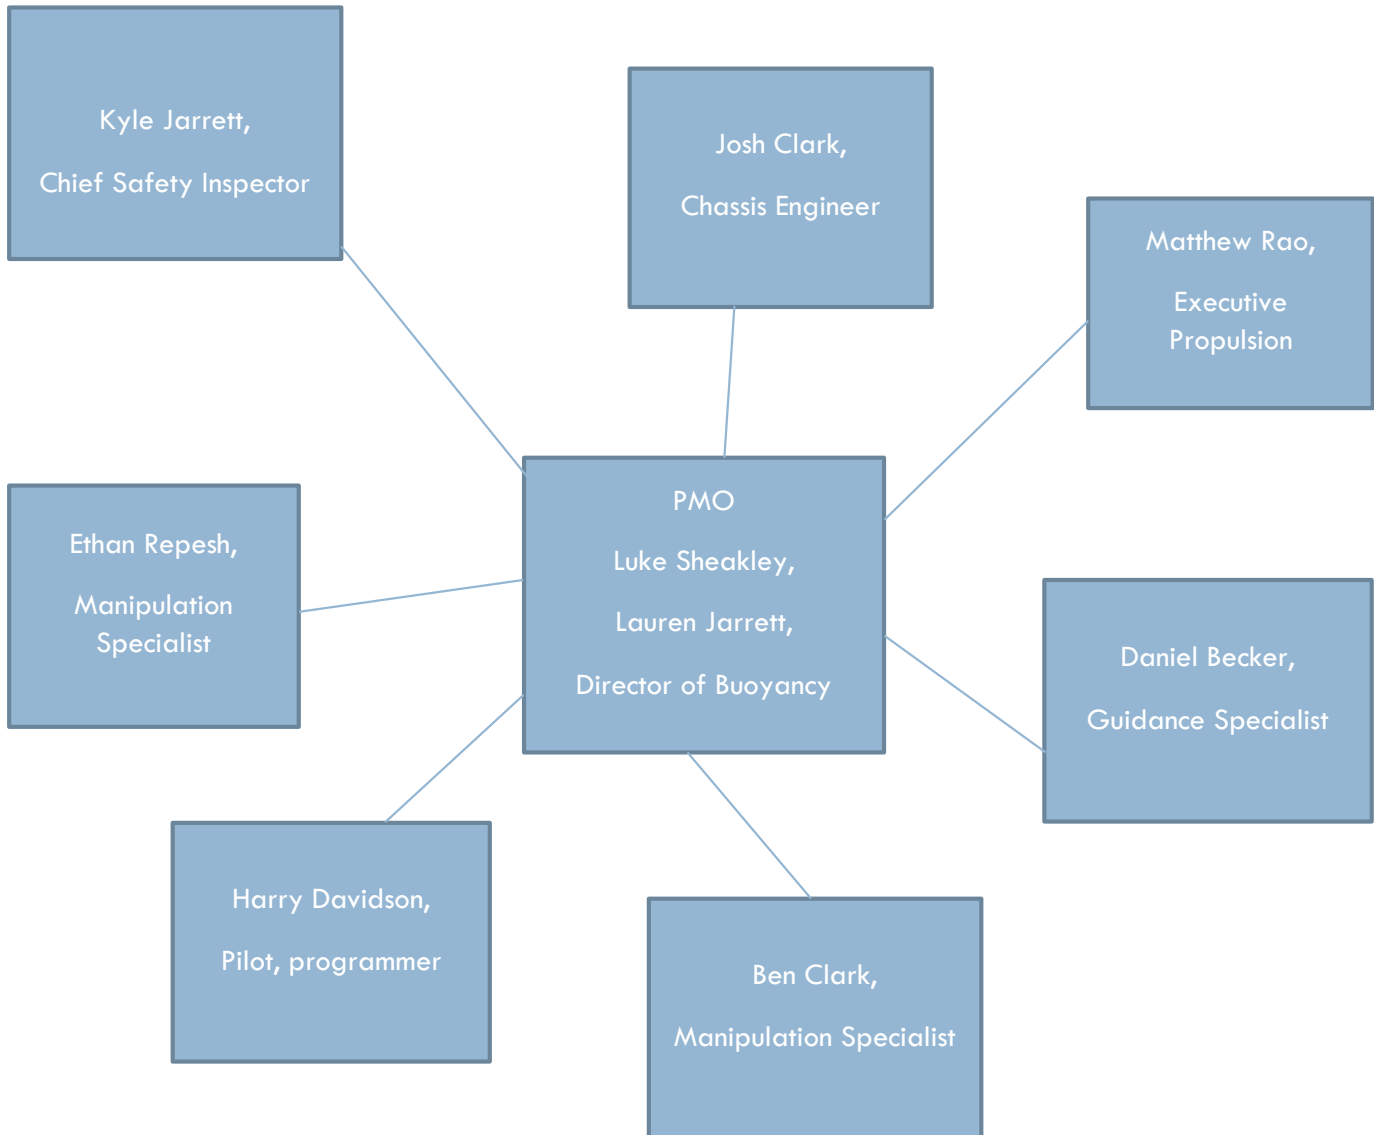 Kyle Jarrett,
Chief Safety Inspector
Josh Clark,
Chassis Engineer
Matthew Rao,
Executive
Propulsion
PMO
Luke Sheakley,
Lauren Jarrett,
Director of Buoyancy
Ethan Repesh,
Manipulation
Specialist
Daniel Becker,
Guidance Specialist
Harry Davidson,
Pilot, programmer
Ben Clark,
Manipulation Specialist